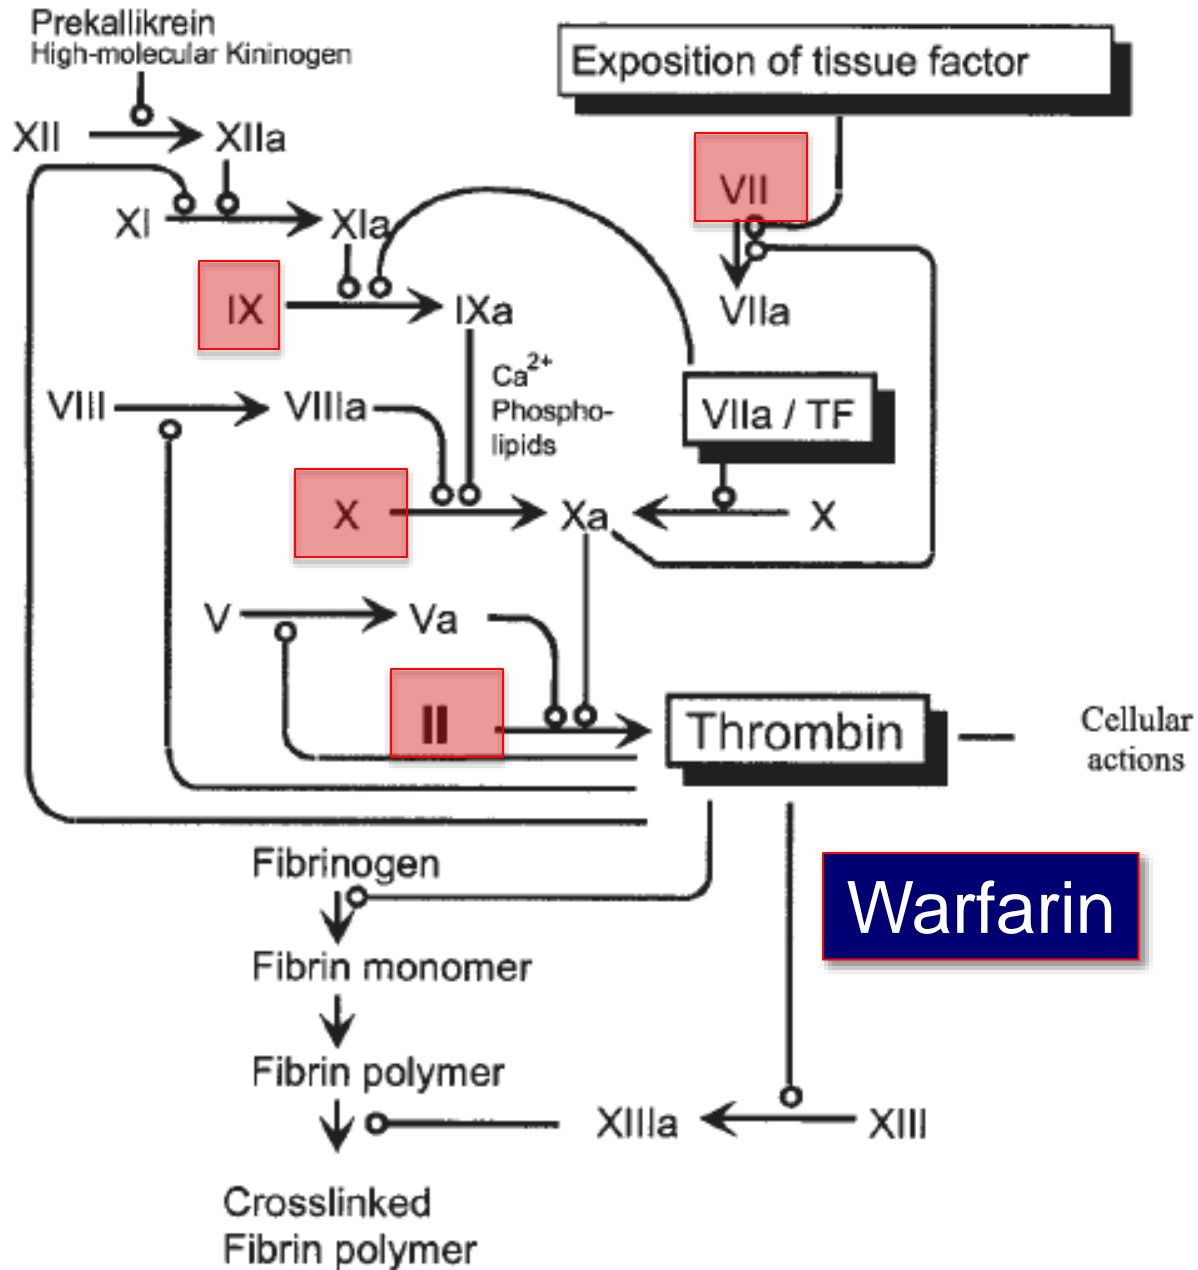 Prekallikrein
High-molecular Kininogen
Exposition of tissue factor
XII
XIIa
VII
XI
XIa
IX
IXa
VIIa
Ca2+
Phospho-
lipids
VIII
VIIIa
VIIa / TF
X
Xa
X
V
Va
II
Thrombin
Cellular
actions
Fibrinogen
Warfarin
Fibrin monomer
Fibrin polymer
XIIIa
XIII
Crosslinked
Fibrin polymer